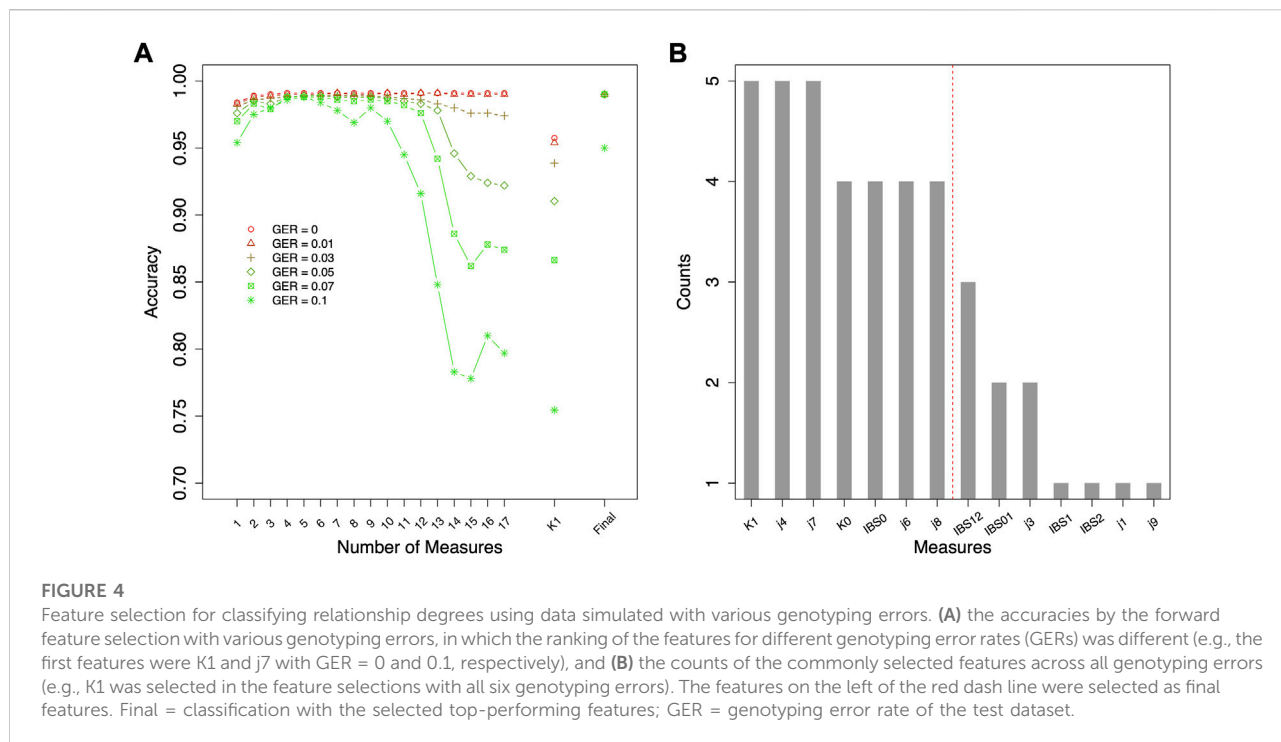 A
B
1.00
0.95
0.90
0.85
0.80
0.75
0.70
Accuracy
GER = 0
GER = 0.01
GER = 0.03
GER = 0.05
GER = 0.07
GER = 0.1
1 2 3 4 5 6 7 8 9 10 11 12 13 14 15 16 17 K1 Final
Number of Measures
5
4
3
2
1
Counts
K1 j4 j7 K0 IBS0 j6 j8 IBS12 IBS01 j3 IBS1 IBS2 j1 j9
Measures
FIGURE 4
Feature selection for classifying relationship degrees using data simulated with various genotyping errors. (A) the accuracies by the forward
feature selection with various genotyping errors, in which the ranking of the features for different genotyping error rates (GERs) was different (e.g., the
first features were K1 and j7 with GER = 0 and 0.1, respectively), and (B) the counts of the commonly selected features across all genotyping errors
(e.g., K1 was selected in the feature selections with all six genotyping errors). The features on the left of the red dash line were selected as final
features. Final = classification with the selected top-performing features; GER = genotyping error rate of the test dataset.